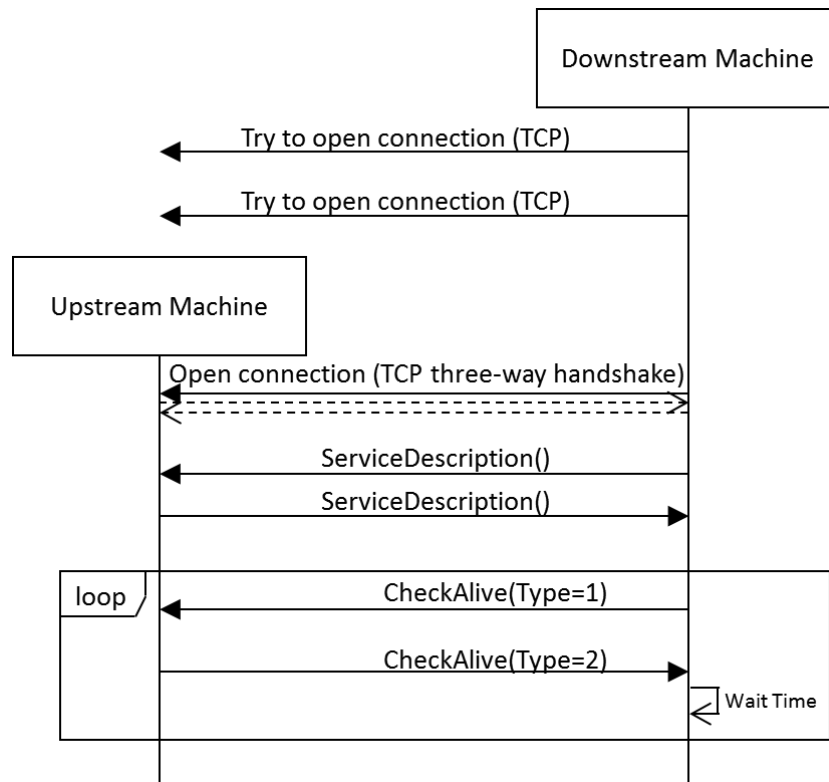 Downstream Machine
Try to open connection (TCP)
Try to open connection (TCP)
Upstream Machine
Open connection (TCP three-way handshake)
ServiceDescription()
ServiceDescription()
loop
CheckAlive(Type=1)
CheckAlive(Type=2)
Wait Time